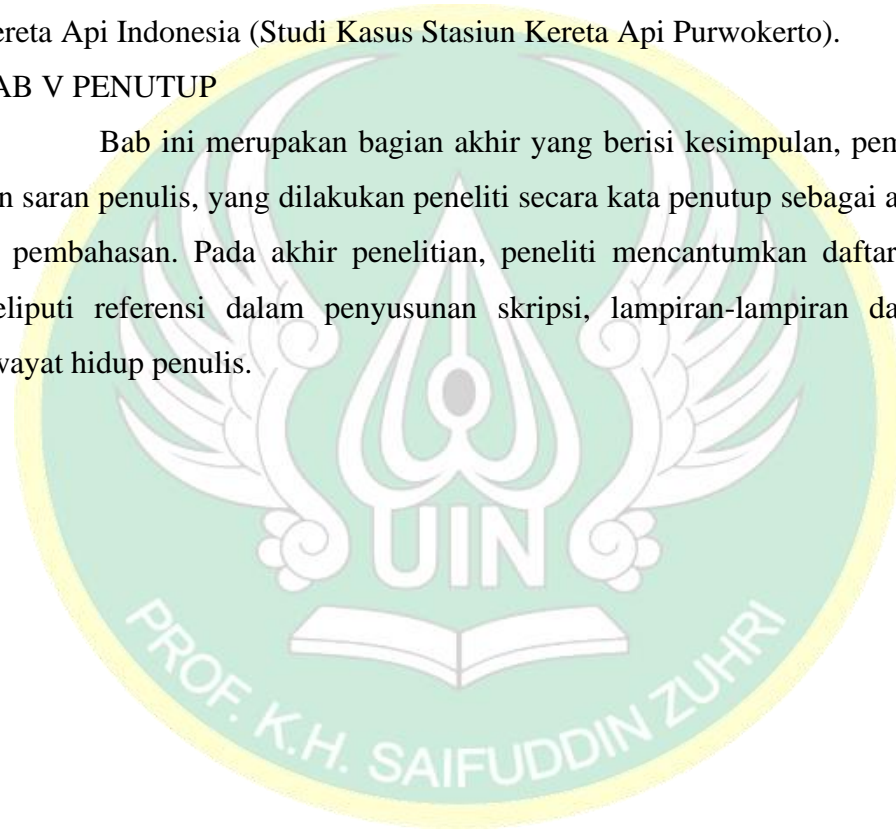 ereta Api Indonesia (Studi Kasus Stasiun Kereta Api Purwokerto).
AB V PENUTUP
Bab ini merupakan bagian akhir yang berisi kesimpulan, pem
n saran penulis, yang dilakukan peneliti secara kata penutup sebagai a
pembahasan. Pada akhir penelitian, peneliti mencantumkan daftar
eliputi referensi dalam penyusunan skripsi, lampiran-lampiran da
wayat hidup penulis.
UIN
PROF. K.H. SAIFUDDIN ZUHRI